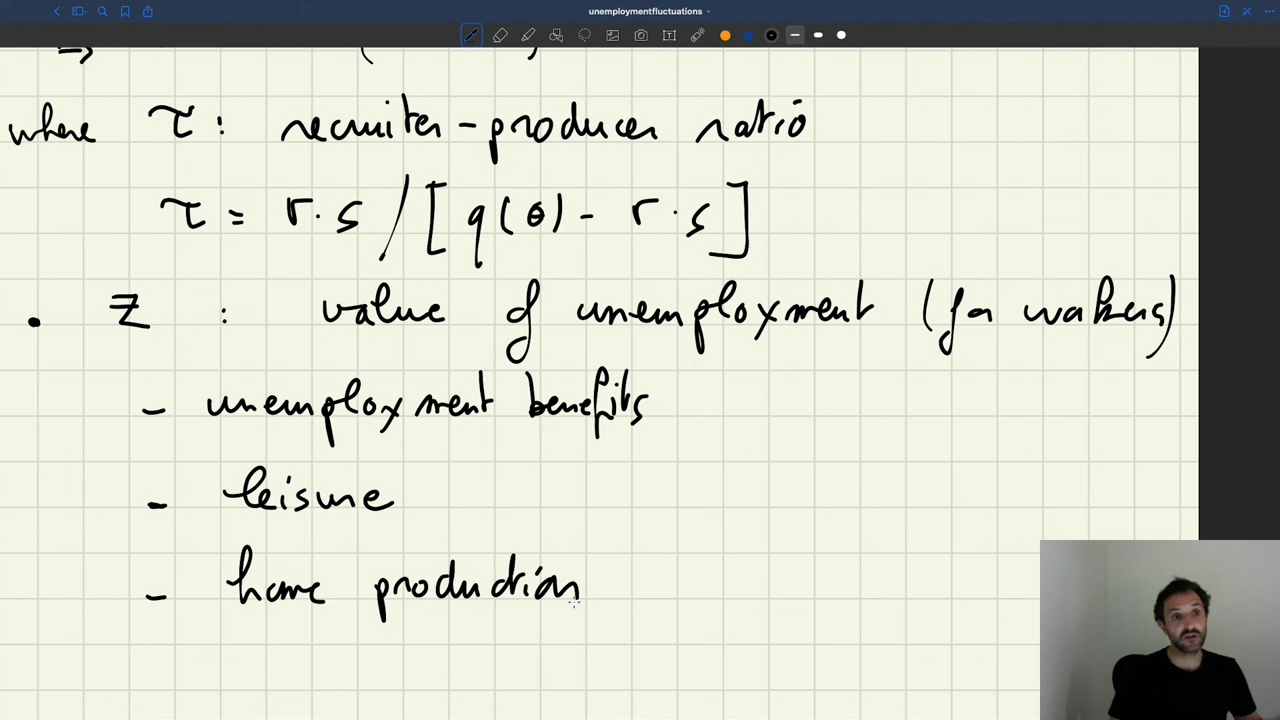 unemploymentfluctuations
where τ : recruiter-producer ratio
τ = r.s / [q(θ) - r.s]
. Z : value of unemployment (for workers)
- unemployment benefits
- leisure
- home production